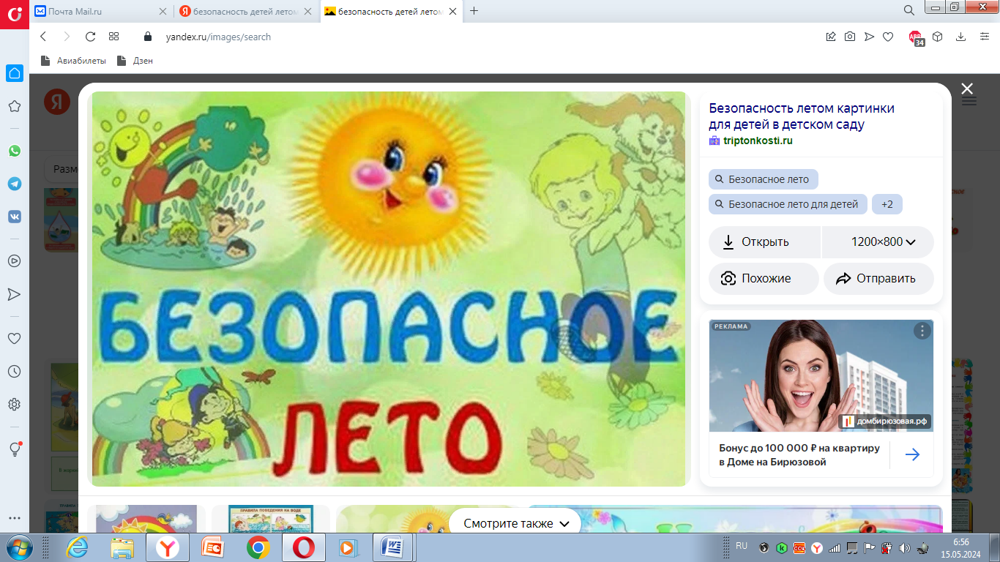 Почта Mail.ru
безопасность детей летом
безопасность детей летом
yandex.ru/images/search
ABP
34
Авиабилеты
Дзен
Я
БЕЗОПАСНОЕ
ЛЕТО
Безопасность летом картинки
для детей в детском саду
triptonkosti.ru
Безопасное лето
Безопасное лето для детей
+2
Открыть
1200×800
Похожие
Отправить
РЕКЛАМА
домбирюзовая.рф
Бонус до 100 000 ₽ на квартиру
в Доме на Бирюзовой
ПРАВИЛА ПОВЕДЕНИЯ НА ВОДЕ
Смотрите также
RU
6:56
15.05.2024